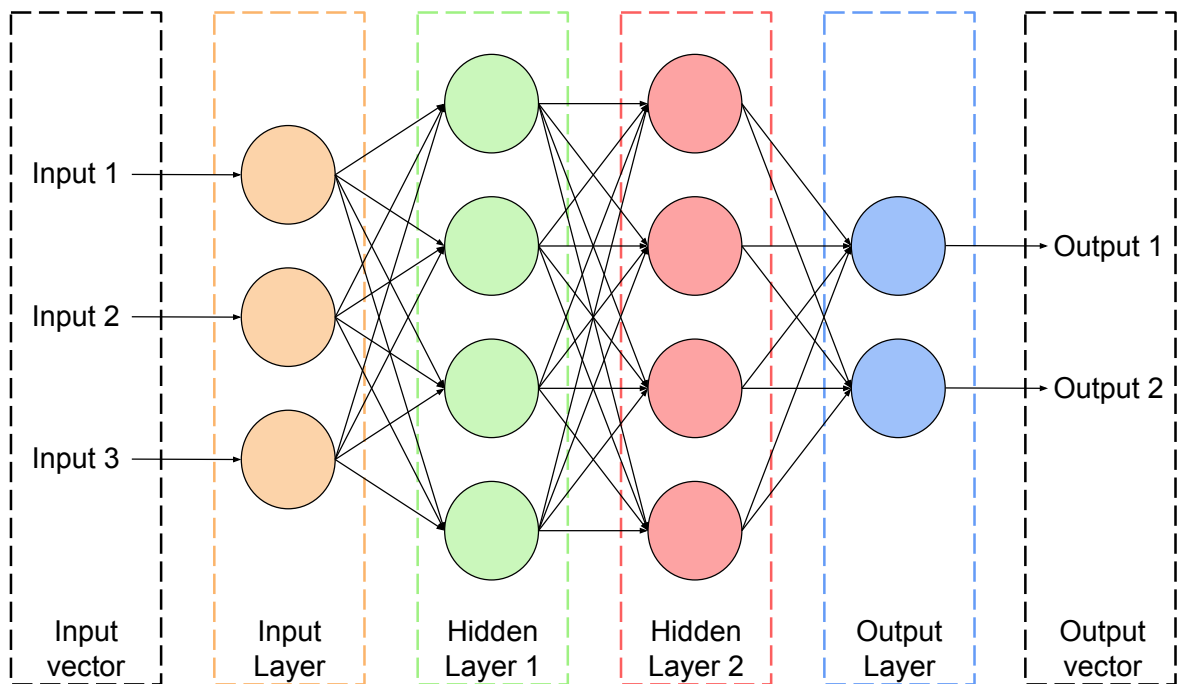 Input 1
Input 2
Input 3
Output 1
Output 2
Input
vector
Input
Layer
Hidden
Layer 1
Hidden
Layer 2
Output
Layer
Output
vector